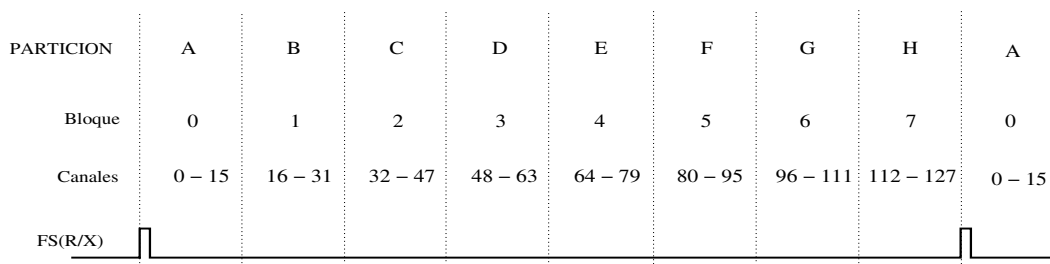 PARTICION A B C D E F G H A
Bloque 0 1 2 3 4 5 6 7 0
Canales 0 – 15 16 – 31 32 – 47 48 – 63 64 – 79 80 – 95 96 – 111 112 – 127 0 – 15
FS(R/X)